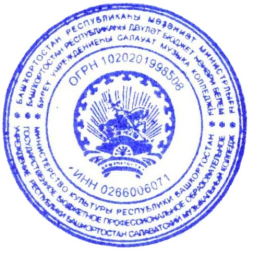 БАШКОРТОСТАН РЕСПУБЛИКАҺЫ МӘҘӘНИӘТ МИНИСТРЛЫҒЫ
БАШКОРТОСТАН РЕСПУБЛИКАҺЫ ДӘҮЛӘТ БЮДЖЕТ ҺӨНӘРИ БЕЛЕМ
БИРЕҮ УЧРЕЖДЕНИЕҺЫ САЛАУАТ МУЗЫКА КОЛЛЕДЖЫ
ОГРН 1020201998508
ИНН 0266006071
МИНИСТЕРСТВО КУЛЬТУРЫ РЕСПУБЛИКИ БАШКОРТОСТАН
ГОСУДАРСТВЕННОЕ БЮДЖЕТНОЕ ПРОФЕССИОНАЛЬНОЕ ОБРАЗОВАТЕЛЬНОЕ
УЧРЕЖДЕНИЕ РЕСПУБЛИКИ БАШКОРТОСТАН САЛАВАТСКИЙ МУЗЫКАЛЬНЫЙ КОЛЛЕДЖ